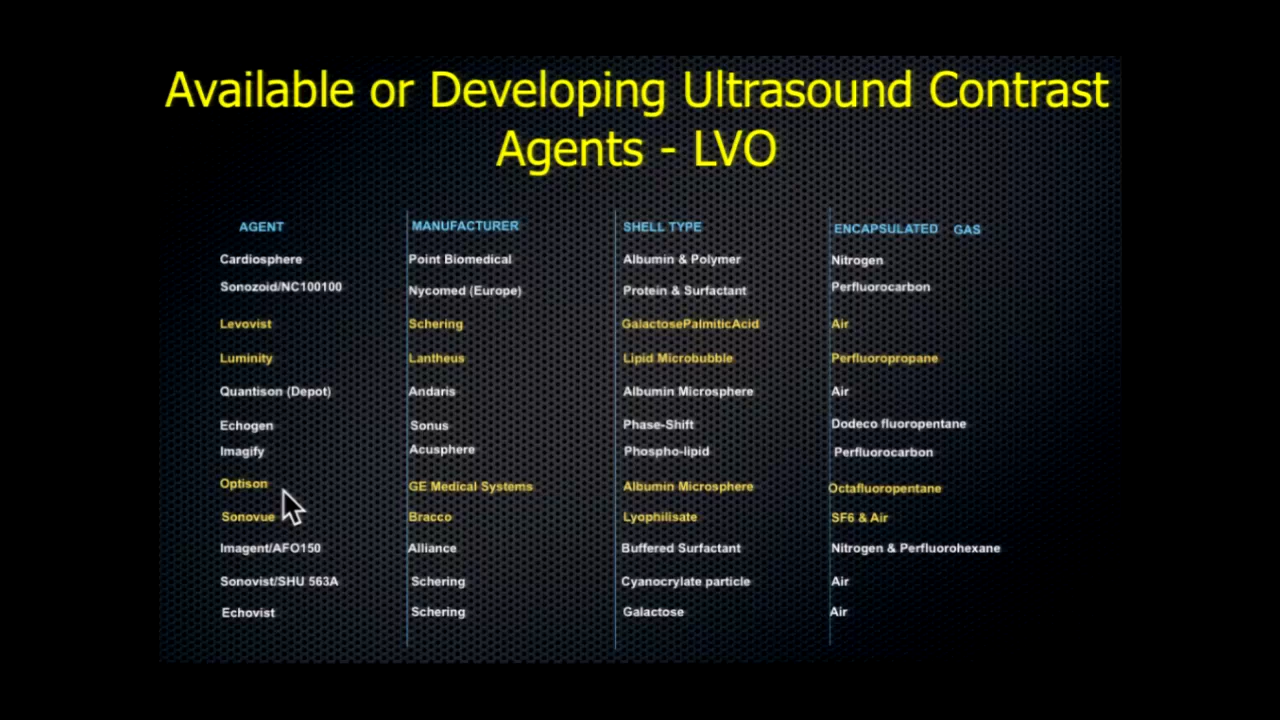 Available or Developing Ultrasound Contrast
Agents - LVO
AGENT MANUFACTURER SHELL TYPE ENCAPSULATED GAS
Cardiosphere Point Biomedical Albumin & Polymer Nitrogen
Sonozoid/NC100100 Nycomed (Europe) Protein & Surfactant Perfluorocarbon
Levovist Schering GalactosePalmiticAcid Air
Luminity Lantheus Lipid Microbubble Perfluoropropane
Quantison (Depot) Andaris Albumin Microsphere Air
Echogen Sonus Phase-Shift Dodeco fluoropentane
Imagify Acusphere Phospho-lipid Perfluorocarbon
Optison GE Medical Systems Albumin Microsphere Octafluoropentane
Sonovue Bracco Lyophilisate SF6 & Air
Imagent/AFO150 Alliance Buffered Surfactant Nitrogen & Perfluorohexane
Sonovist/SHU 563A Schering Cyanocrylate particle Air
Echovist Schering Galactose Air